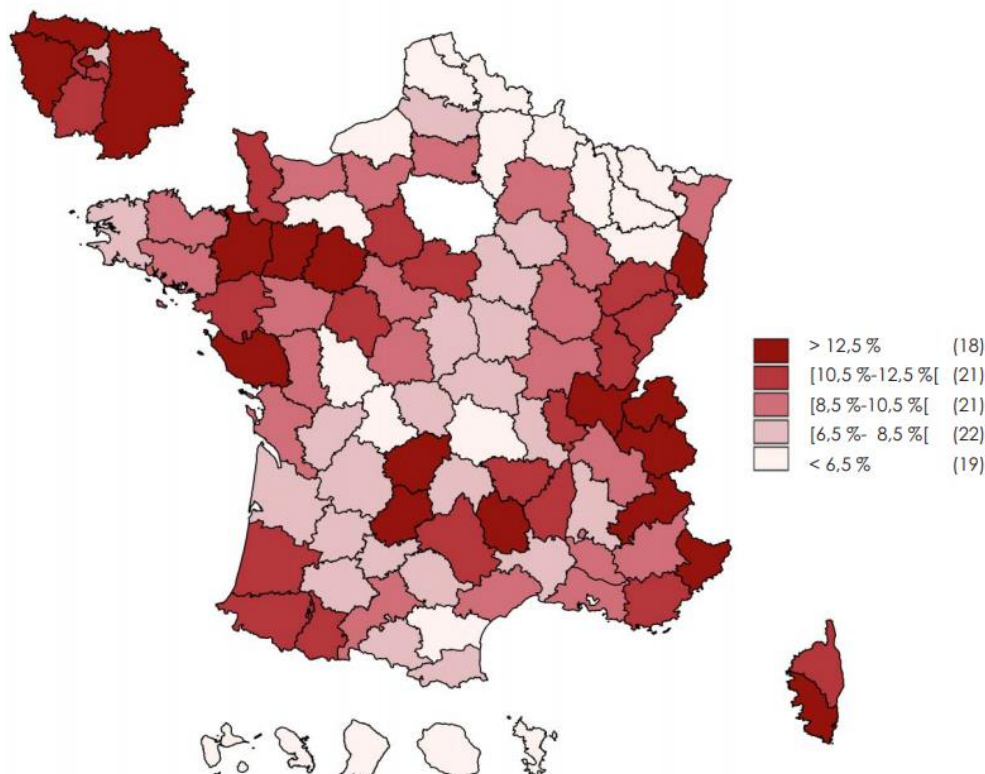 > 12,5 % (18)
[10,5 %-12,5 %[ (21)
[8,5 %-10,5 %[ (21)
[6,5 %- 8,5 %[ (22)
< 6,5 % (19)